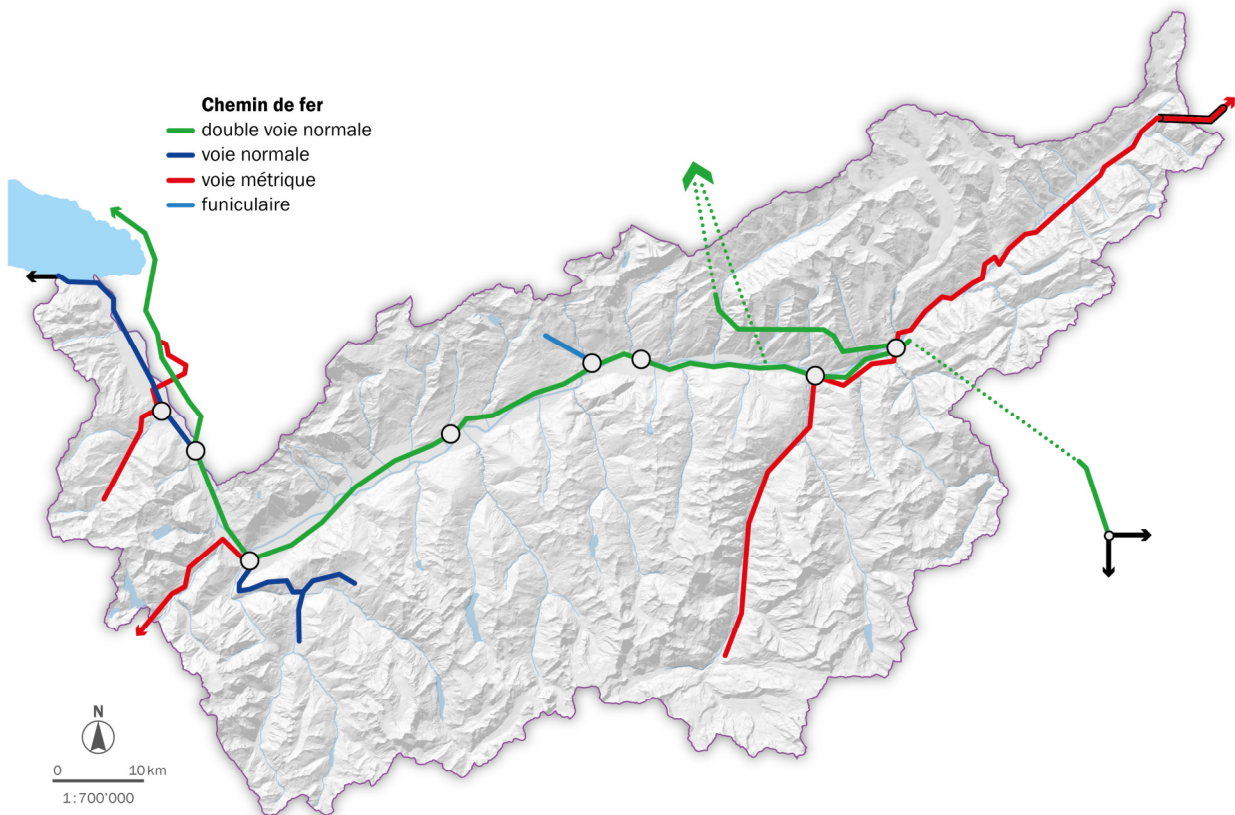 Chemin de fer
double voie normale
voie normale
voie métrique
funiculaire
N
0 10 km
1:700'000